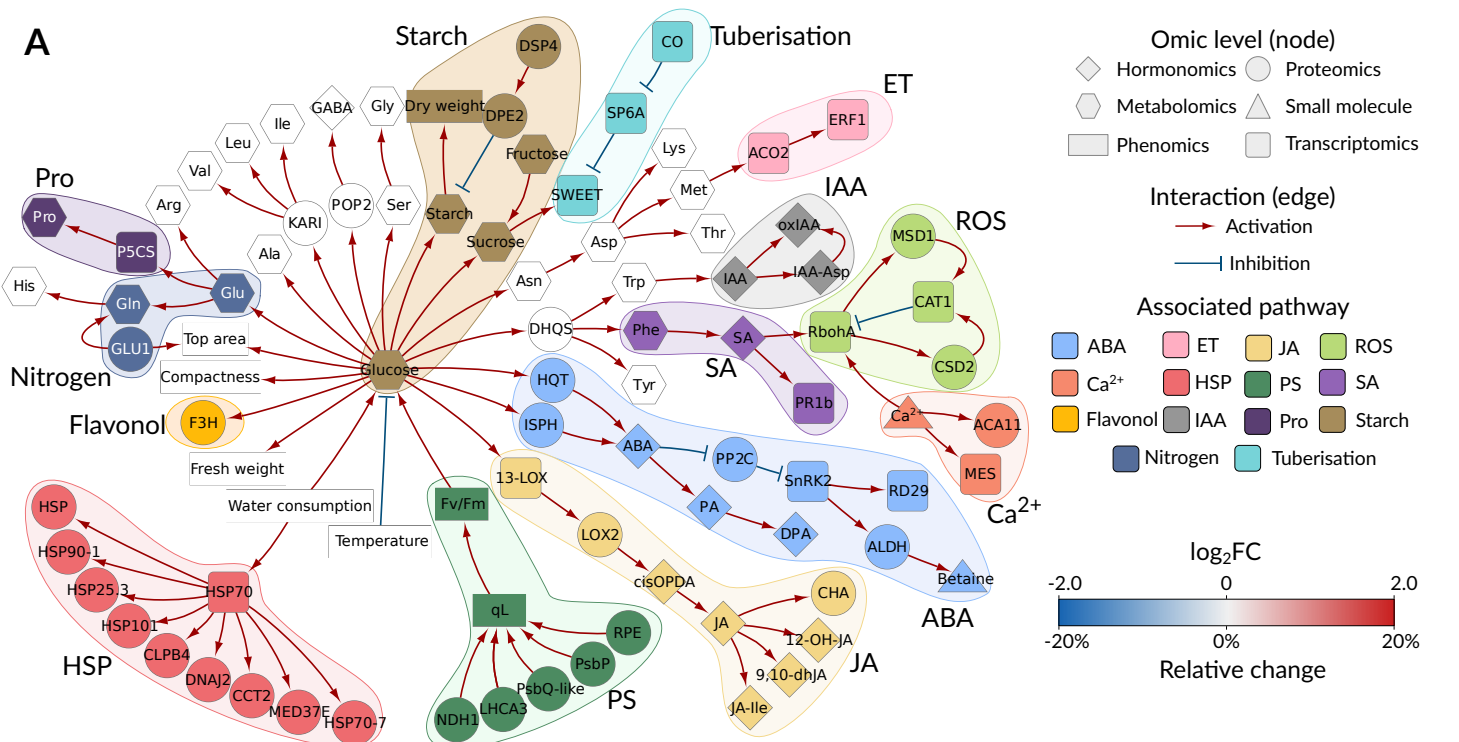 A
Starch
DSP4
Dry weight
DPE2
Fructose
Starch
Sucrose
Glucose
Tuberisation
CO
SP6A
SWEET
ET
ERF1
ACO2
GABA
Gly
Ile
Leu
Val
Arg
KARI
POP2
Ser
Ala
Pro
Pro
P5CS
His
Gln
Glu
GLU1
Nitrogen
Top area
Compactness
Flavonol
F3H
Fresh weight
Water consumption
Temperature
Lys
Met
Thr
Asp
Asn
Trp
DHQS
Tyr
IAA
oxIAA
IAA
IAA-Asp
Phe
SA
SA
PR1b
ROS
MSD1
CAT1
RbohA
CSD2
Ca²⁺
ACA11
MES
Ca²⁺
HQT
ISPH
ABA
PP2C
SnRK2
RD29
PA
DPA
ALDH
Betaine
ABA
13-LOX
LOX2
cisOPDA
JA
CHA
12-OH-JA
9,10-dhJA
JA-Ile
JA
Fv/Fm
qL
RPE
PsbP
PsbQ-like
LHCA3
NDH1
PS
HSP
HSP90-1
HSP25.3
HSP70
HSP101
CLPB4
DNAJ2
CCT2
MED37E
HSP70-7
HSP
Omic level (node)
Hormonomics
Proteomics
Metabolomics
Small molecule
Phenomics
Transcriptomics
Interaction (edge)
Activation
Inhibition
Associated pathway
ABA
ET
JA
ROS
Ca²⁺
HSP
PS
SA
Flavonol
IAA
Pro
Starch
Nitrogen
Tuberisation
log₂FC
-2.0 0 2.0
-20% 0% 20%
Relative change